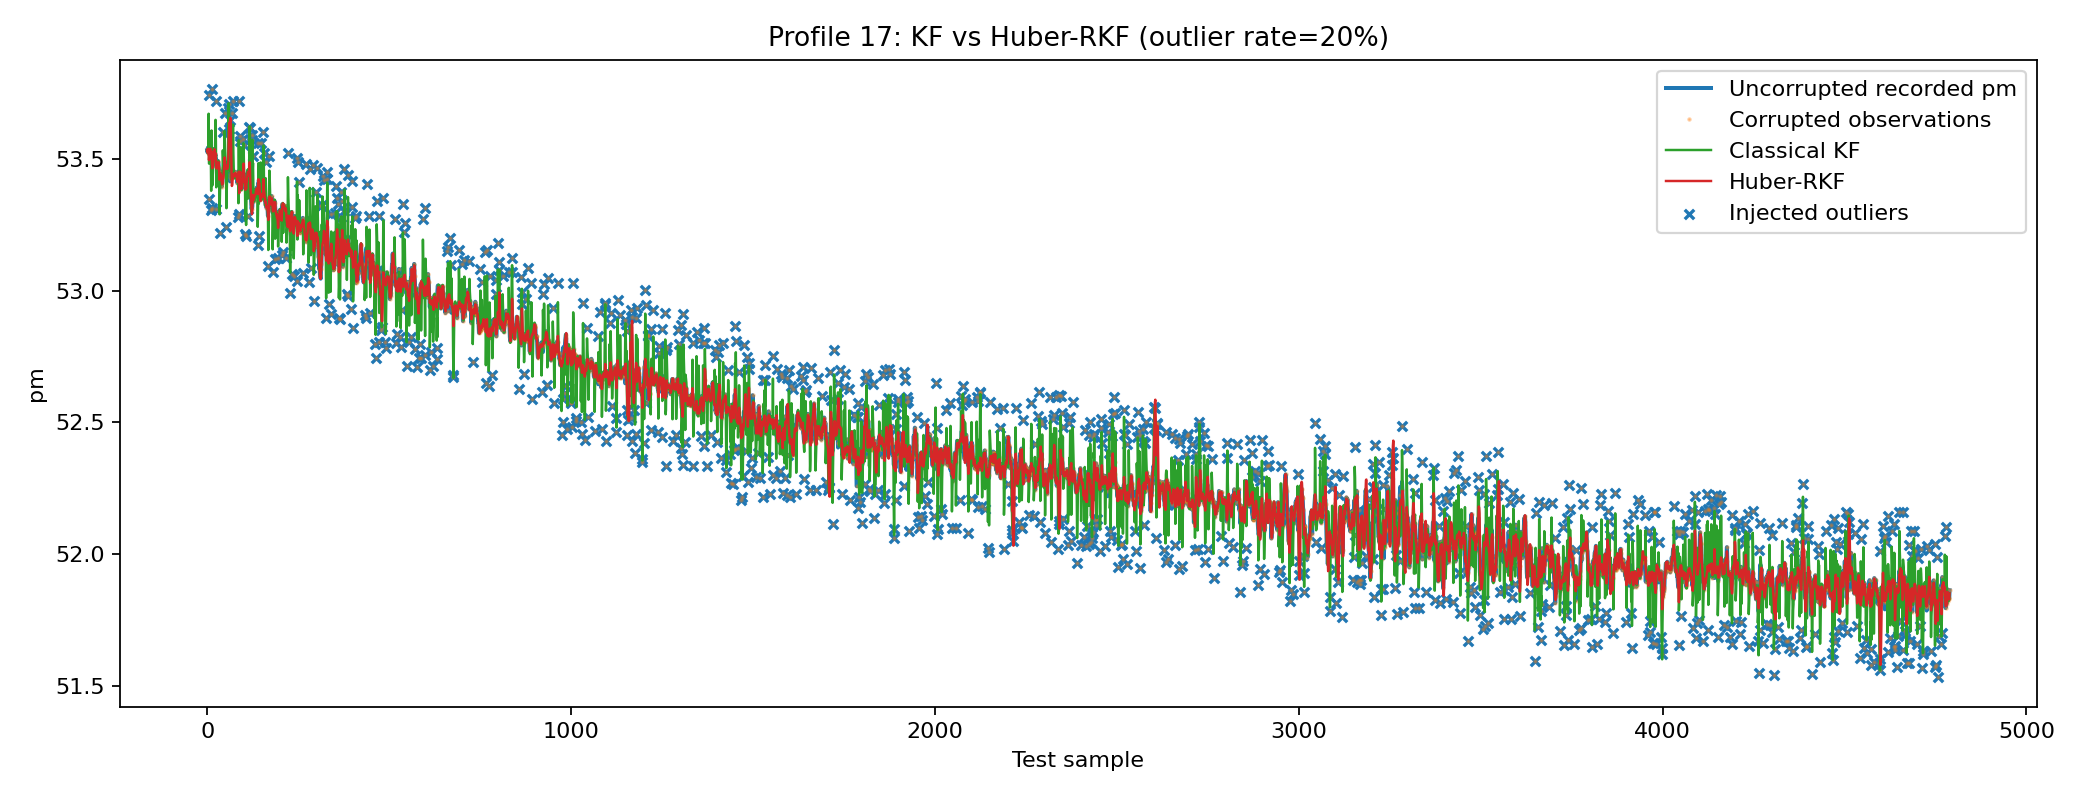 Profile 17: KF vs Huber-RKF (outlier rate=20%)
Uncorrupted recorded pm
Corrupted observations
Classical KF
Huber-RKF
Injected outliers
53.5
53.0
52.5
52.0
51.5
pm
0
1000
2000
3000
4000
5000
Test sample